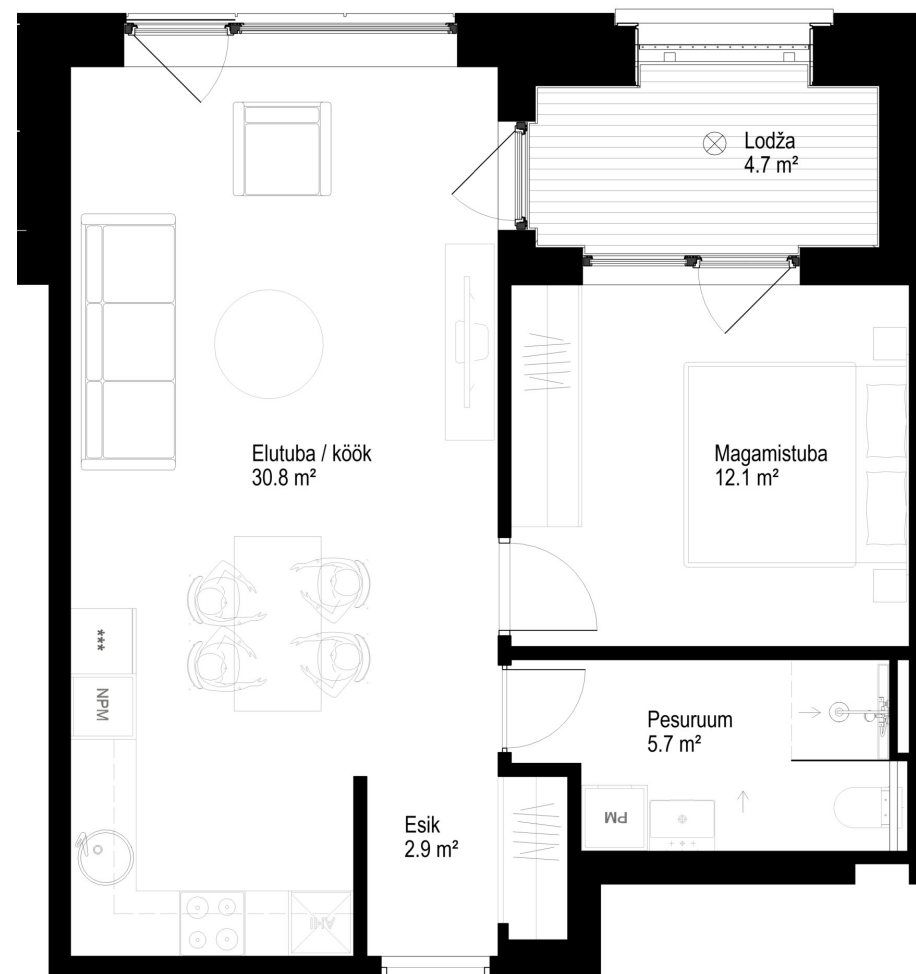 Lodža
4.7 m²
Elutuba / köök
30.8 m²
Magamistuba
12.1 m²
***
NPM
Pesuruum
5.7 m²
PM
Esik
2.9 m²
AHI